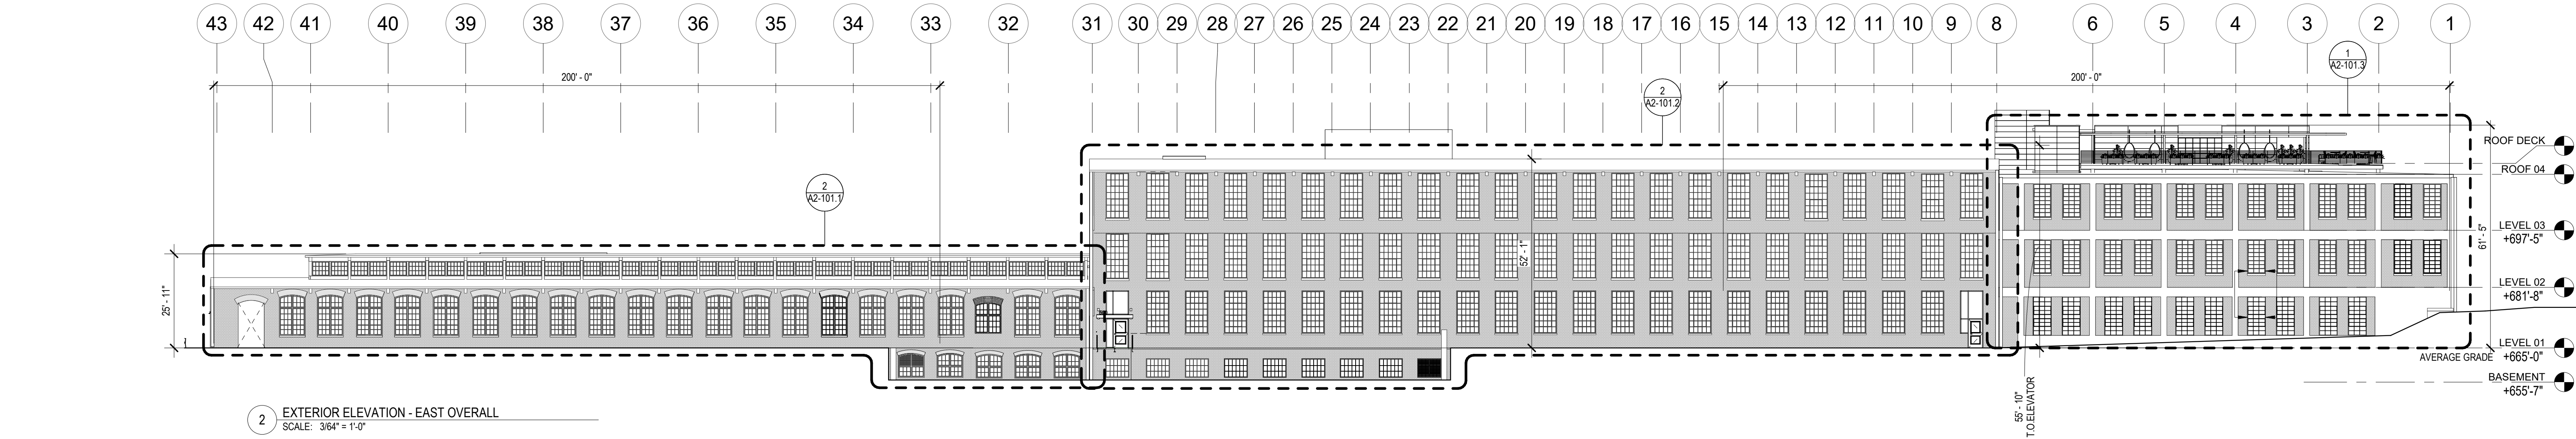 43 42 41 40 39 38 37 36 35 34 33 32 31 30 29 28 27 26 25 24 23 22 21 20 19 18 17 16 15 14 13 12 11 10 9 8 6 5 4 3 2 1
200' - 0"
200' - 0"
1
A2-101.3
2
A2-101.2
2
A2-101.1
ROOF DECK
ROOF 04
LEVEL 03
+697'-5"
LEVEL 02
+681'-8"
LEVEL 01
+665'-0"
AVERAGE GRADE
BASEMENT
+655'-7"
25' - 11"
52' - 1"
61' - 5"
55' - 10"
T.O.ELEVATOR
2
EXTERIOR ELEVATION - EAST OVERALL
SCALE: 3/64" = 1'-0"